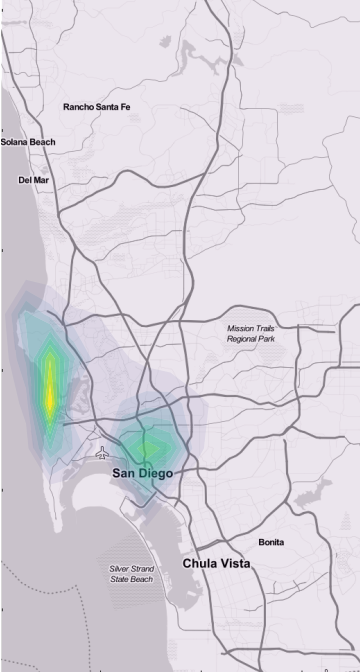 Rancho Santa Fe
Solana Beach
Del Mar
Mission Trails
Regional Park
San Diego
Bonita
Chula Vista
Silver Strand
State Beach